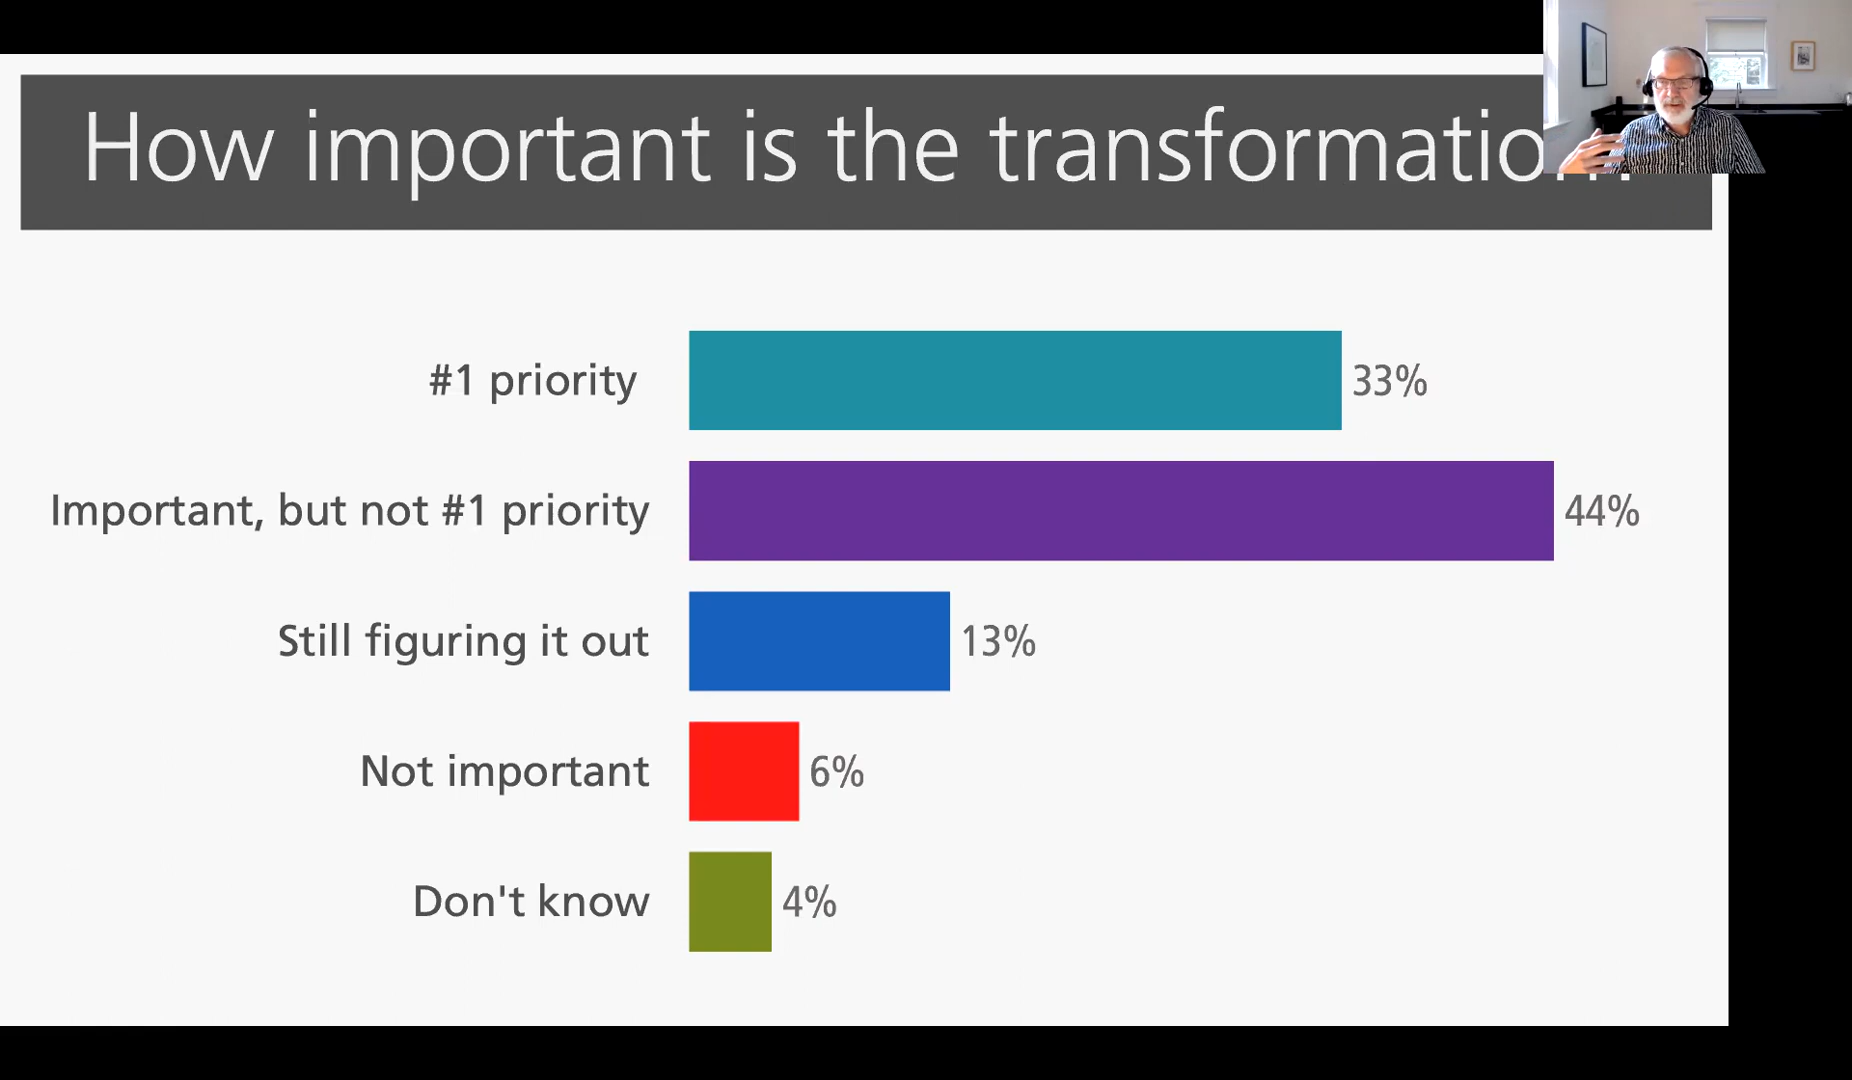 How important is the transformation?
#1 priority
33%
Important, but not #1 priority
44%
Still figuring it out
13%
Not important
6%
Don't know
4%